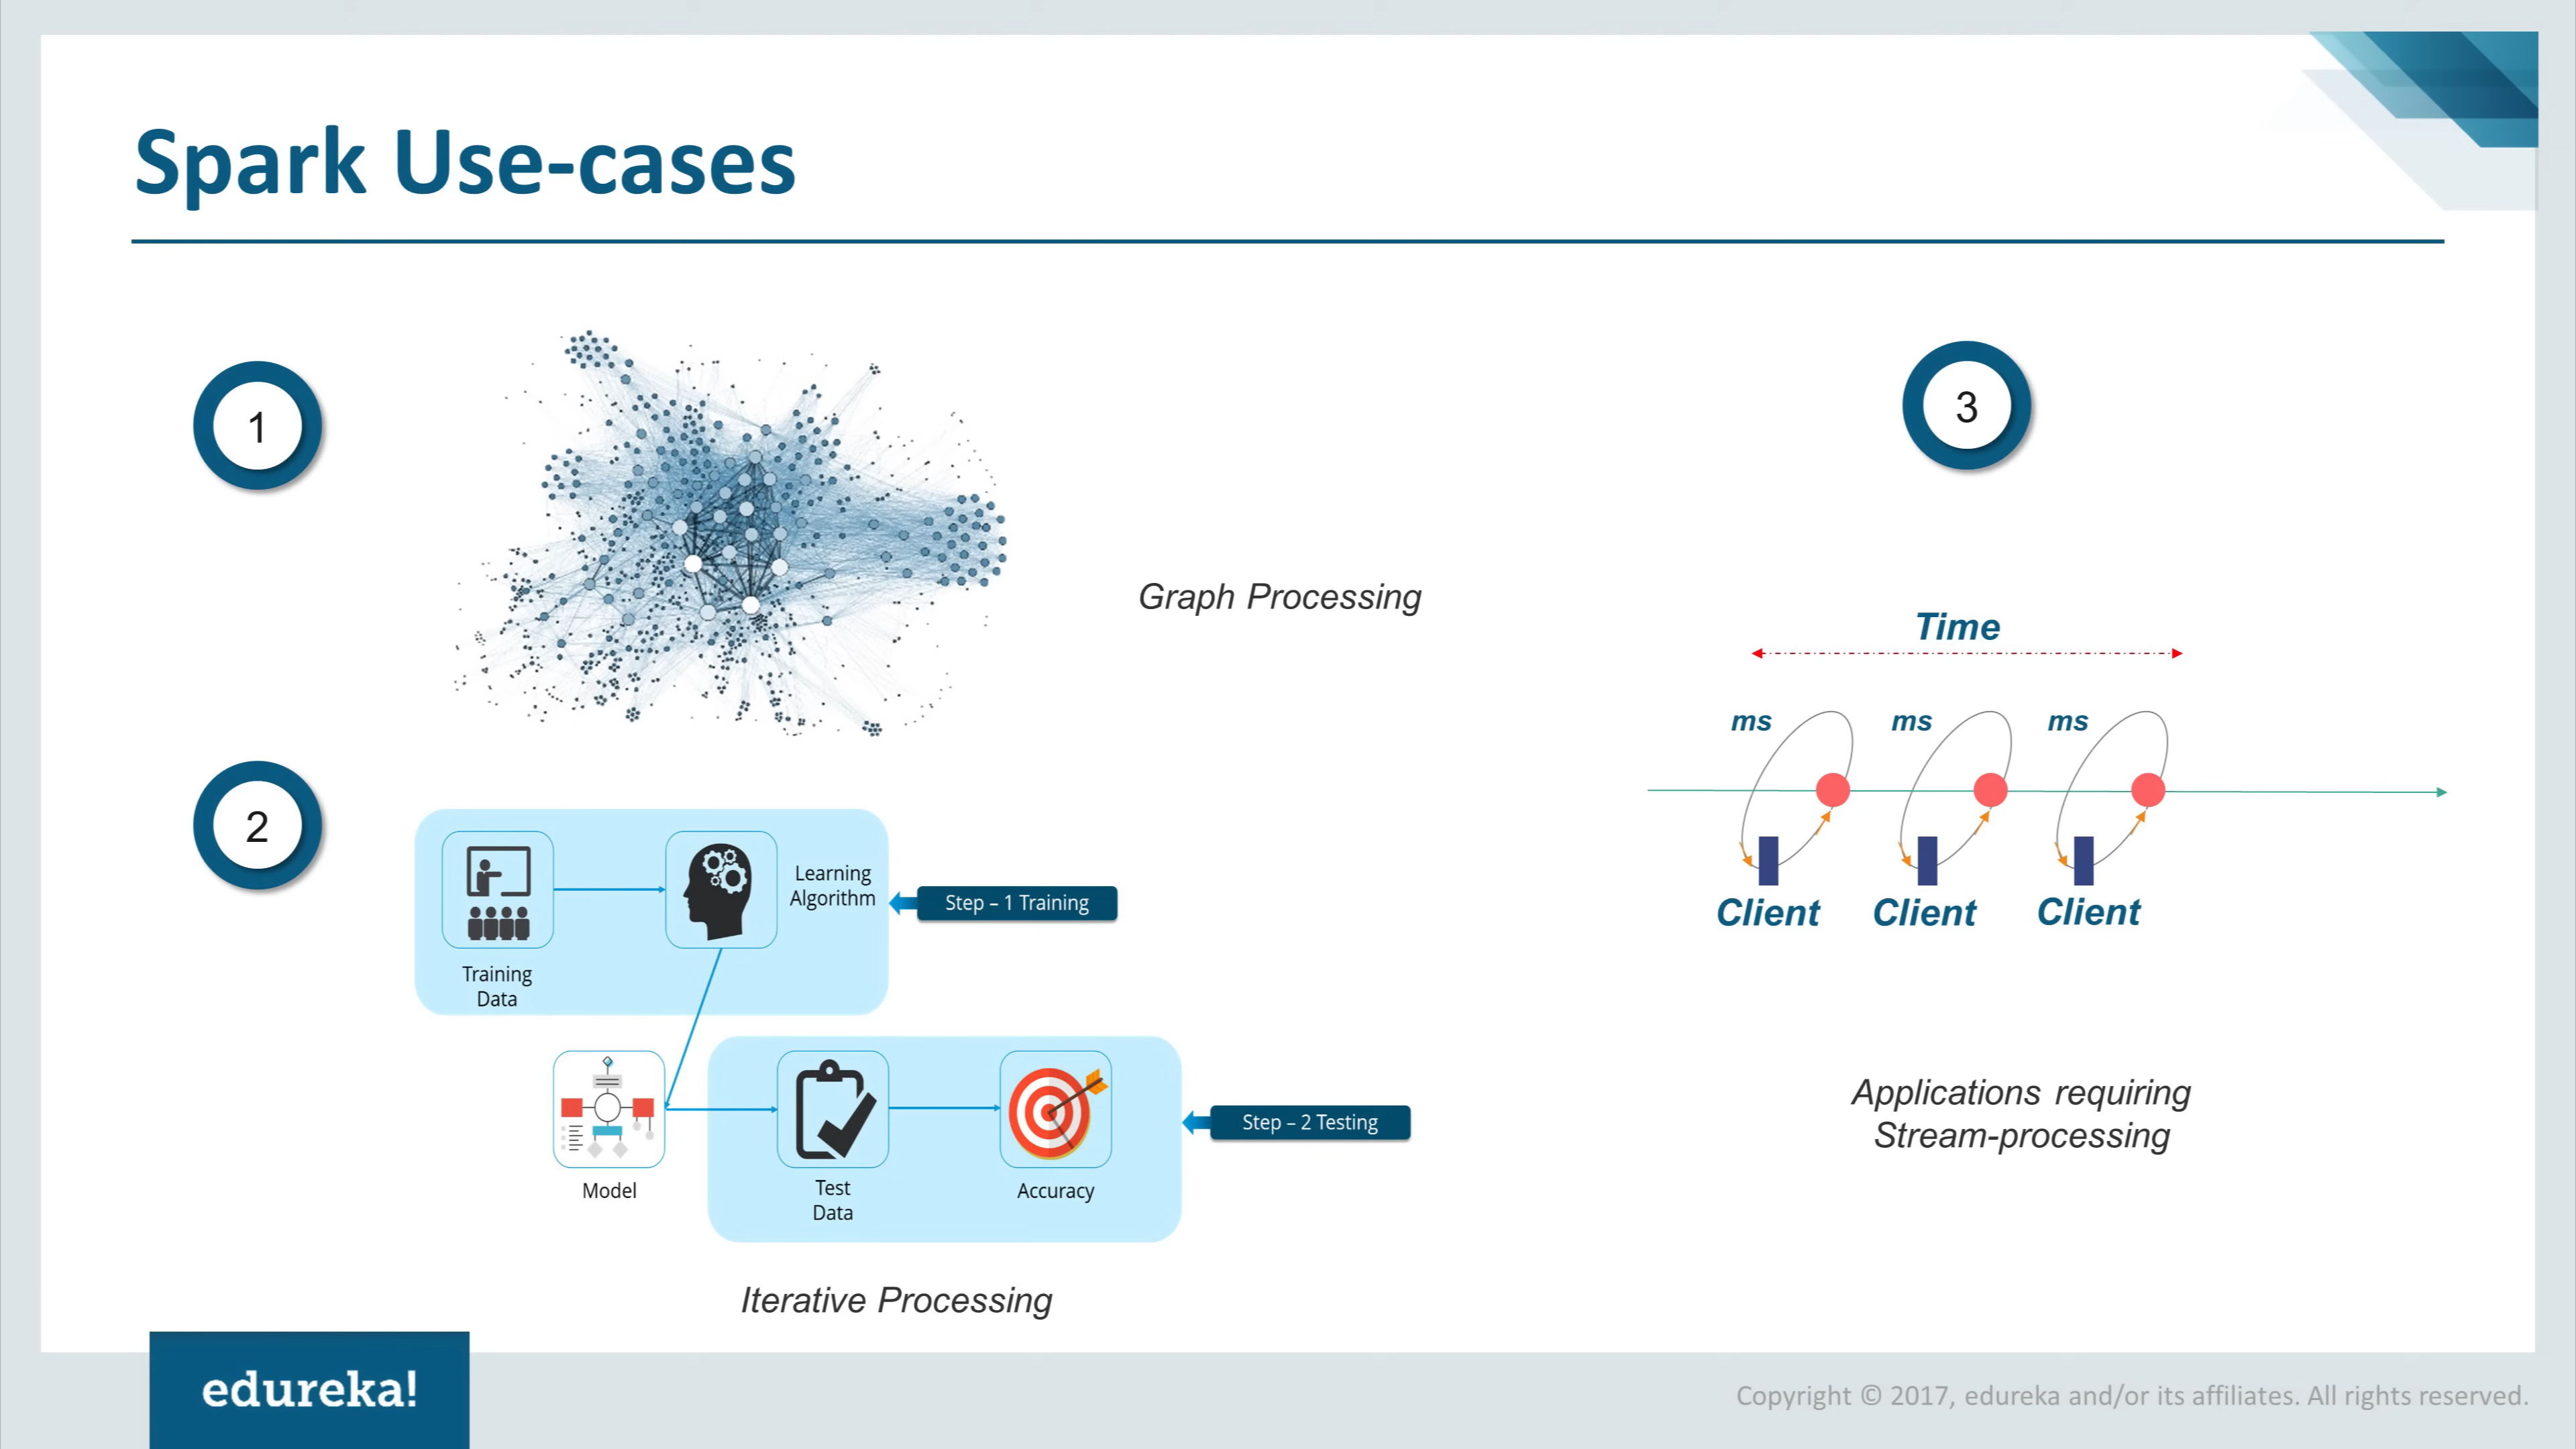 Spark Use-cases
1
Graph Processing
2
Learning
Algorithm
Step – 1 Training
Training
Data
Model
Test
Data
Accuracy
Step – 2 Testing
Iterative Processing
3
Time
ms ms ms
Client Client Client
Applications requiring
Stream-processing
edureka!
Copyright © 2017, edureka and/or its affiliates. All rights reserved.